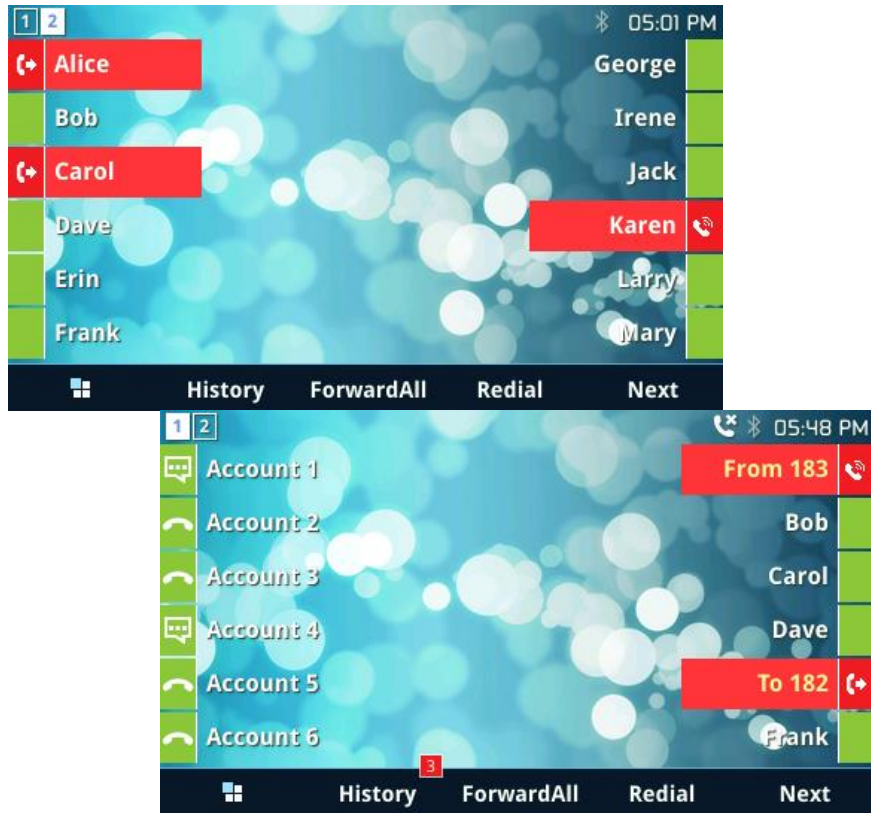 1 2 05:01 PM
Alice George
Bob Irene
Carol Jack
Dave Karen
Erin Larry
Frank Mary
History ForwardAll Redial Next
1 2 05:48 PM
Account 1 From 183
Account 2 Bob
Account 3 Carol
Account 4 Dave
Account 5 To 182
Account 6 Frank
3
History ForwardAll Redial Next